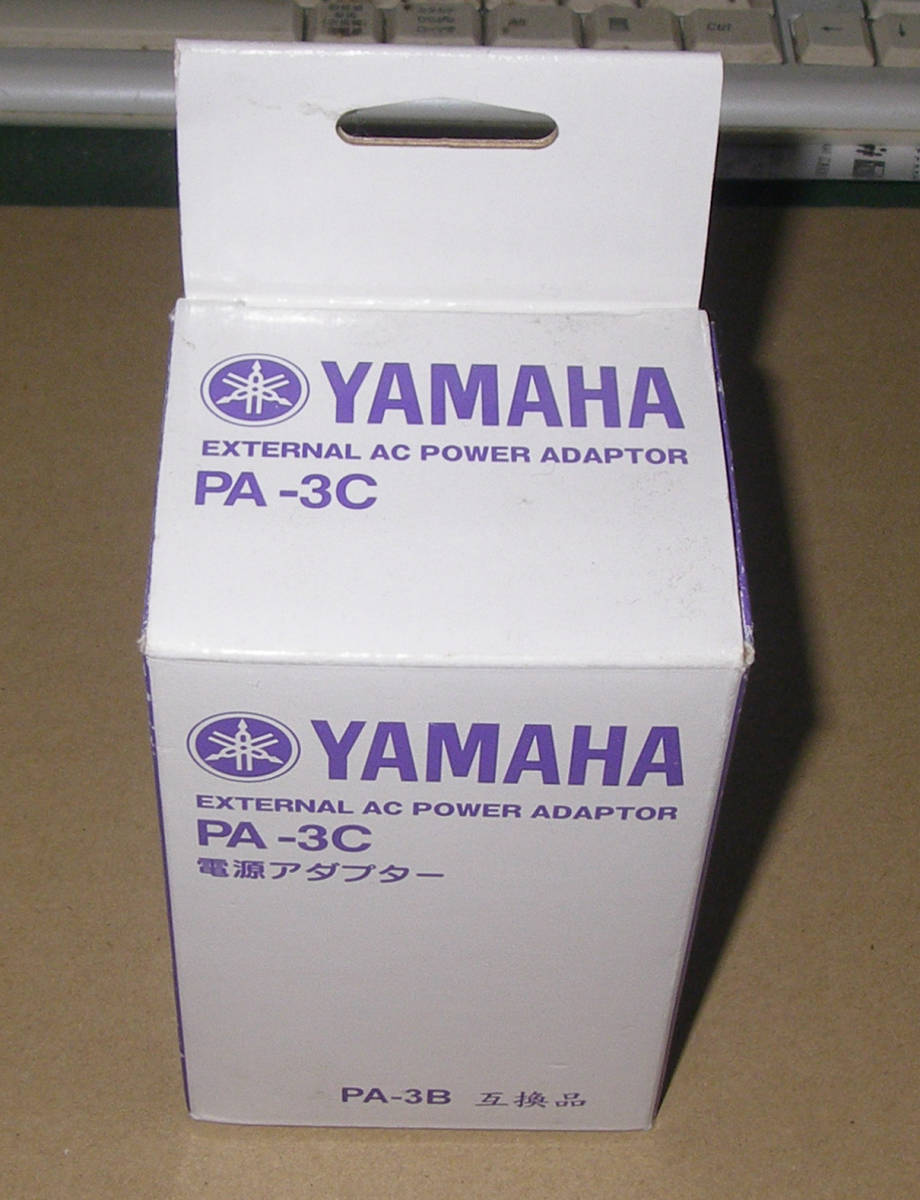 YAMAHA
EXTERNAL AC POWER ADAPTOR
PA-3C
YAMAHA
EXTERNAL AC POWER ADAPTOR
PA-3C
電源アダプター
PA-3B 互換品